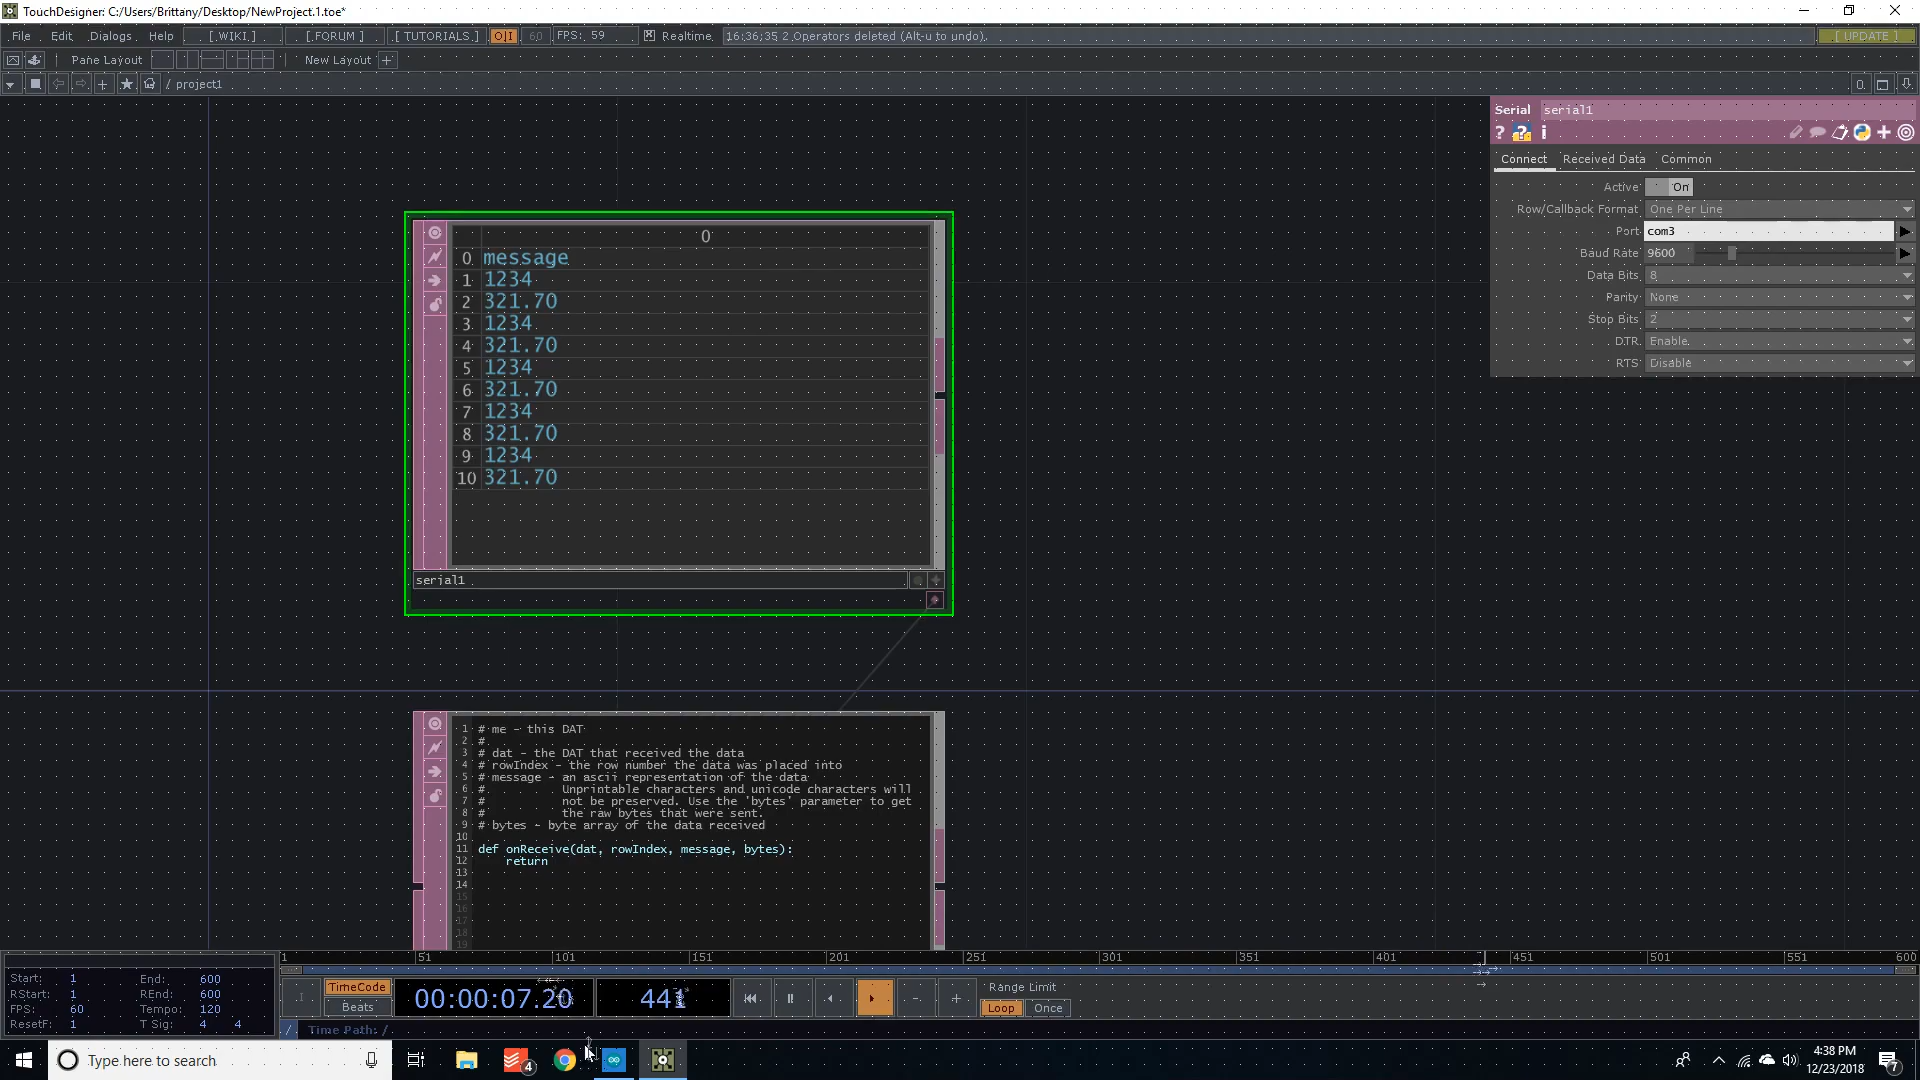 TouchDesigner: C:/Users/Brittany/Desktop/NewProject.1.toe*
File Edit Dialogs Help [ WIKI ] [ FORUM ] [ TUTORIALS ] O|I 60 FPS: 59 Realtime 16:36:35 2 Operators deleted (Alt-u to undo). [ UPDATE ]
Pane Layout New Layout +
/ project1 0
Serial serial1
? ? i
Connect Received Data Common
Active On
Row/Callback Format One Per Line
Port com3
Baud Rate 9600
Data Bits 8
Parity None
Stop Bits 2
DTR Enable
RTS Disable
0
0 message
1 1234
2 321.70
3 1234
4 321.70
5 1234
6 321.70
7 1234
8 321.70
9 1234
10 321.70
serial1
1 # me - this DAT
2 #
3 # dat - the DAT that received the data
4 # rowIndex - the row number the data was placed into
5 # message - an ascii representation of the data
6 # Unprintable characters and unicode characters will
7 # not be preserved. Use the 'bytes' parameter to get
8 # the raw bytes that were sent.
9 # bytes - byte array of the data received
10
11 def onReceive(dat, rowIndex, message, bytes):
12 return
13
14
15
16
17
18
19
1 51 101 151 201 251 301 351 401 451 501 551 600
Start: 1 End: 600
RStart: 1 REnd: 600
FPS: 60 Tempo: 120
ResetF: 1 T Sig: 4 4
TimeCode
Beats
00:00:07.20
441
Range Limit
Loop Once
/ Time Path: /
Type here to search
4
4:38 PM
12/23/2018
7